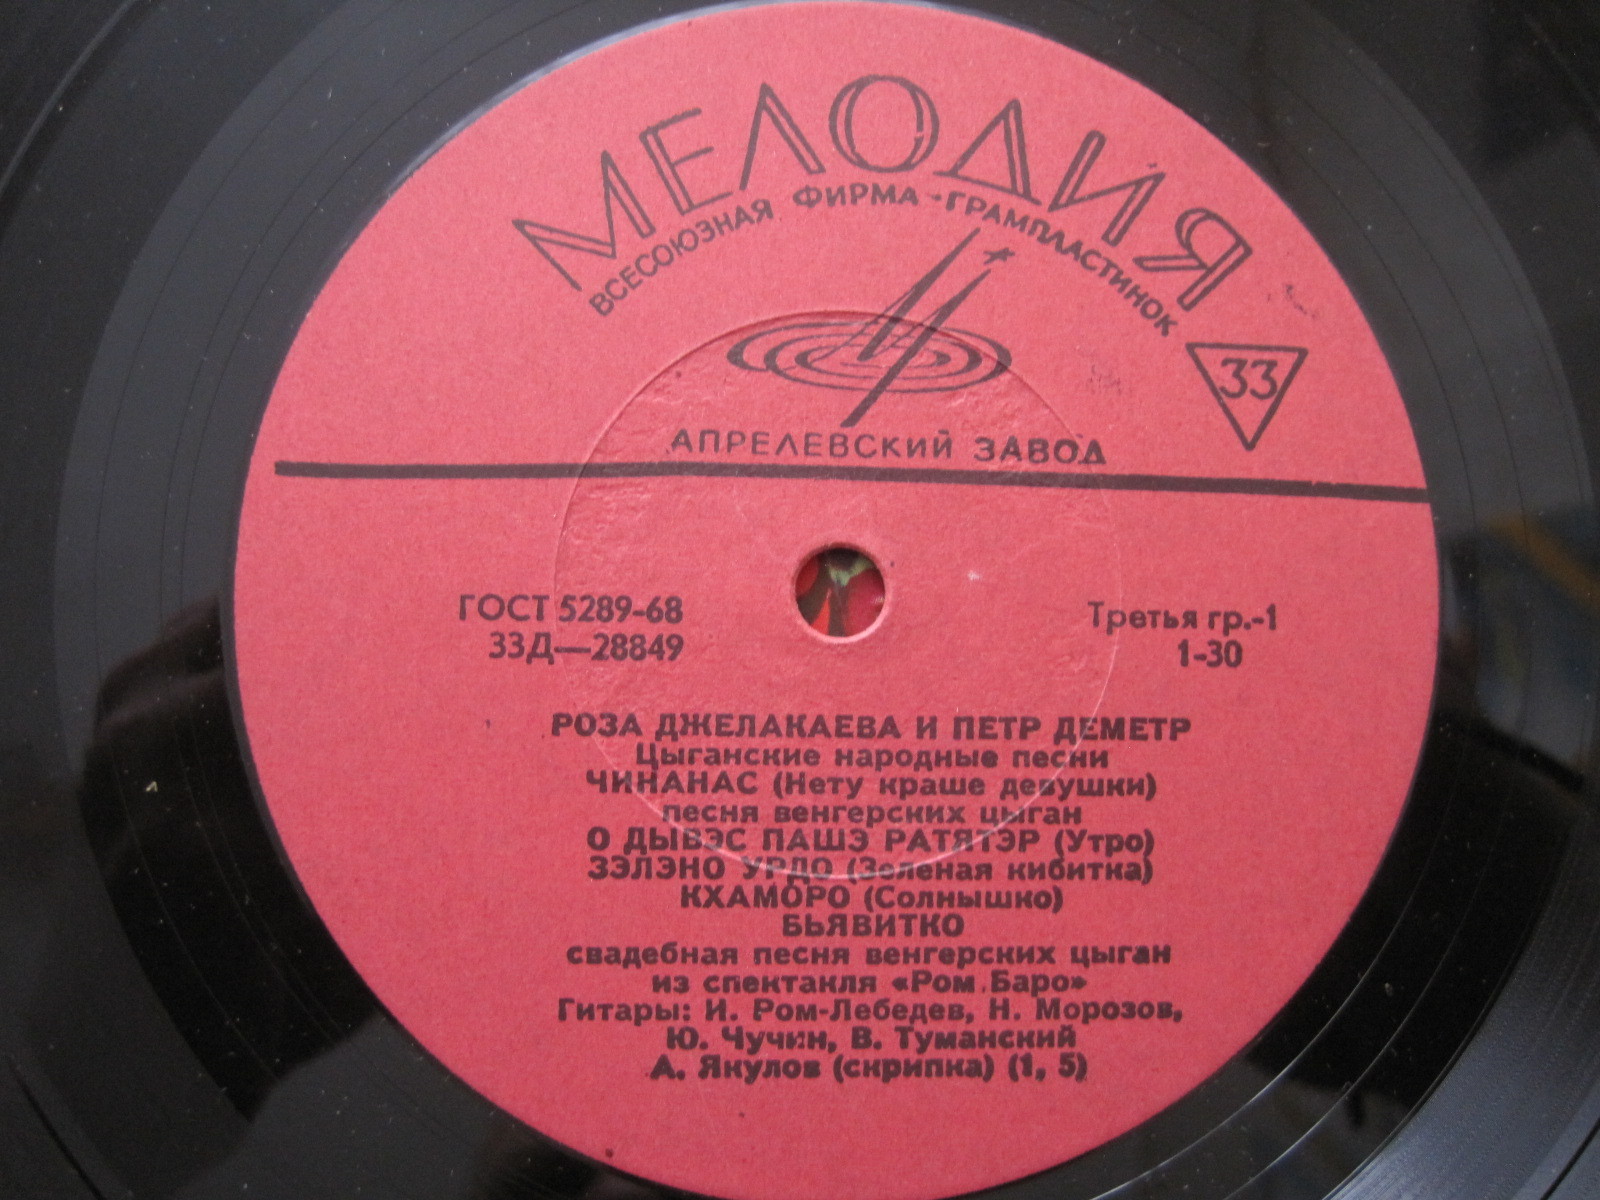 МЕЛОДИЯ
ВСЕСОЮЗНАЯ ФИРМА-ГРАМПЛАСТИНОК
33
АПРЕЛЕВСКИЙ ЗАВОД
ГОСТ 5289-68
33Д—28849
Третья гр.-1
1-30
РОЗА ДЖЕЛАКАЕВА И ПЕТР ДЕМЕТР
Цыганские народные песни
ЧИНАНАС (Нету краше девушки)
песня венгерских цыган
О ДЫВЭС ПАШЭ РАТЯТЭР (Утро)
ЗЭЛЭНО УРДО (Зеленая кибитка)
КХАМОРО (Солнышко)
БЬЯВИТКО
свадебная песня венгерских цыган
из спектакля «Ром Баро»
Гитары: И. Ром-Лебедев, Н. Морозов,
Ю. Чучин, В. Туманский
А. Якулов (скрипка) (1, 5)